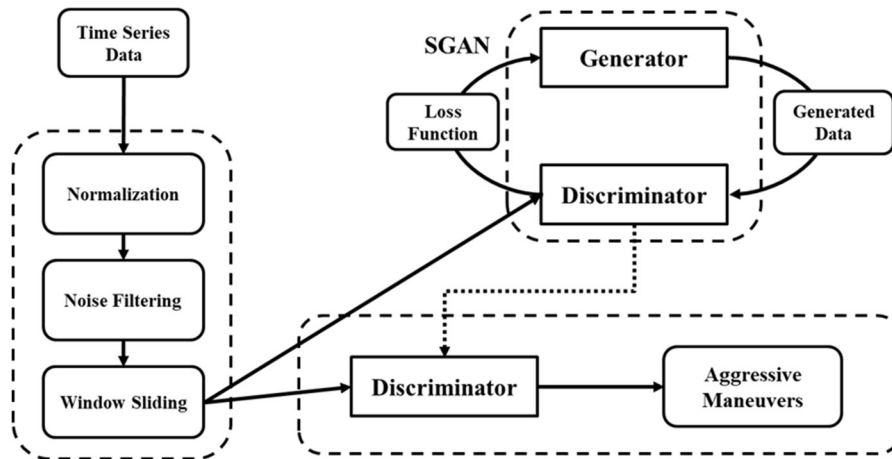 Time Series
Data
SGAN
Generator
Loss
Function
Generated
Data
Normalization
Discriminator
Noise Filtering
Window Sliding
Discriminator
Aggressive
Maneuvers